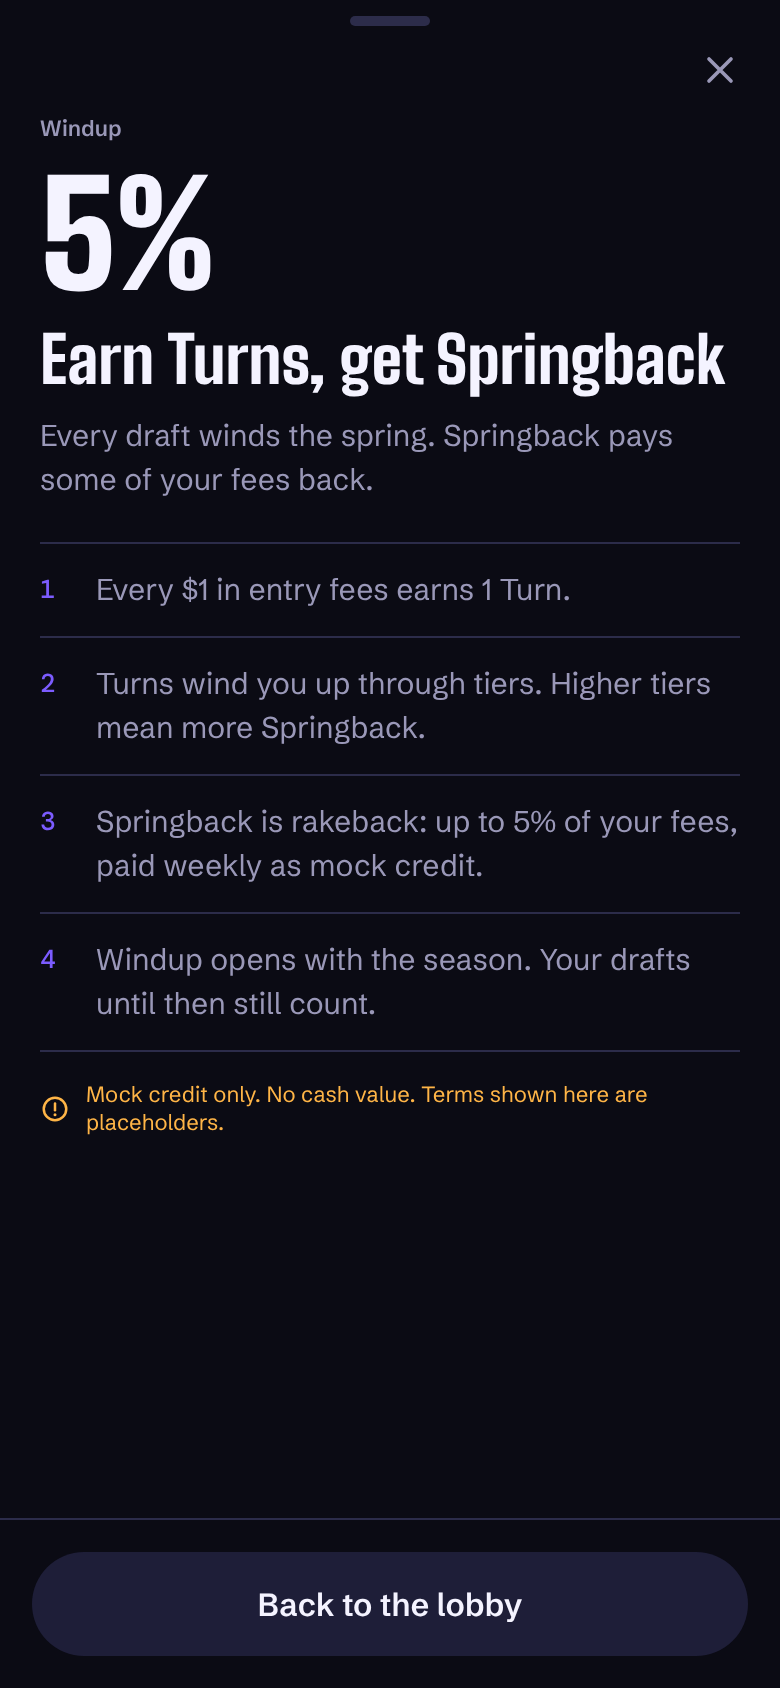 Windup
5%
Earn Turns, get Springback
Every draft winds the spring. Springback pays
some of your fees back.
1 Every $1 in entry fees earns 1 Turn.
2 Turns wind you up through tiers. Higher tiers
mean more Springback.
3 Springback is rakeback: up to 5% of your fees,
paid weekly as mock credit.
4 Windup opens with the season. Your drafts
until then still count.
Mock credit only. No cash value. Terms shown here are
placeholders.
Back to the lobby